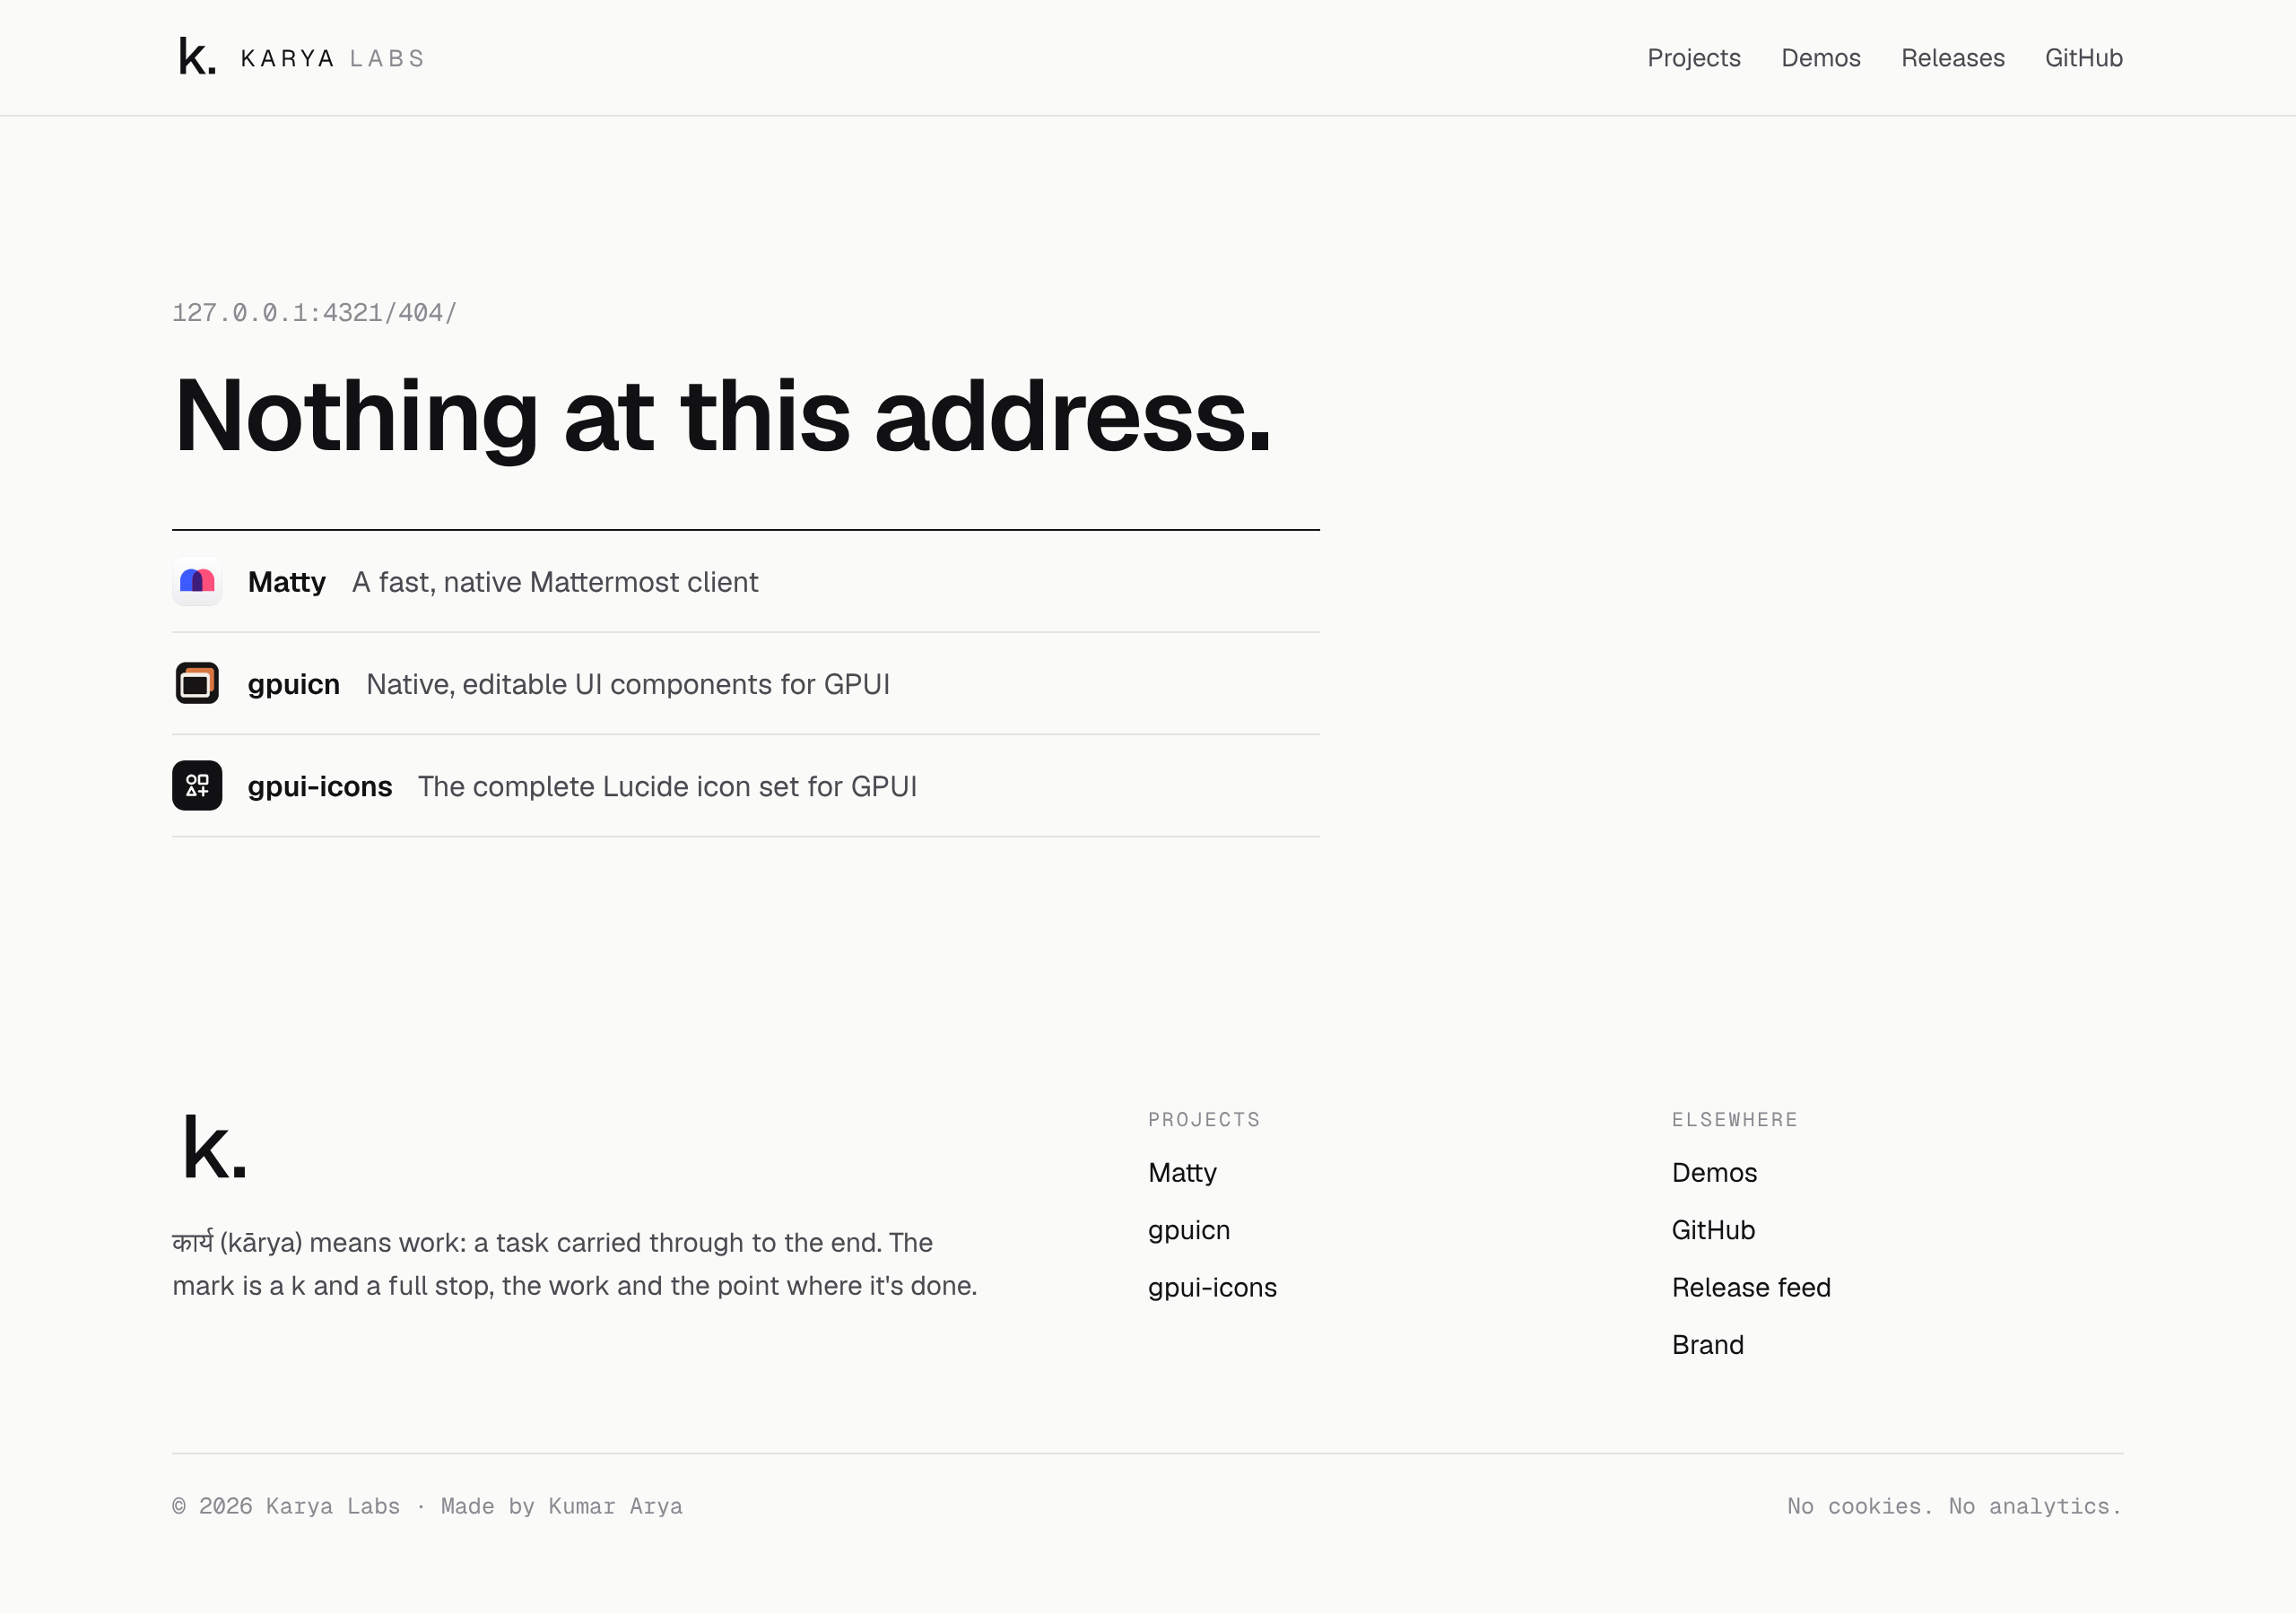 k. KARYA LABS
Projects Demos Releases GitHub
127.0.0.1:4321/404/
Nothing at this address.
Matty A fast, native Mattermost client
gpuicn Native, editable UI components for GPUI
gpui-icons The complete Lucide icon set for GPUI
k.
कार्य (kārya) means work: a task carried through to the end. The
mark is a k and a full stop, the work and the point where it's done.
PROJECTS
Matty
gpuicn
gpui-icons
ELSEWHERE
Demos
GitHub
Release feed
Brand
© 2026 Karya Labs · Made by Kumar Arya
No cookies. No analytics.